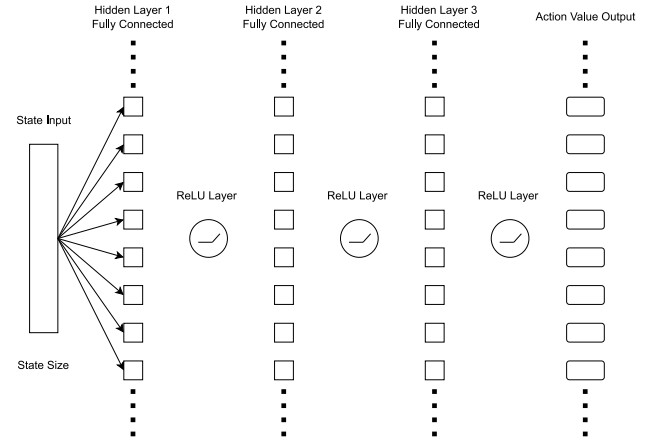 Hidden Layer 1
Fully Connected
Hidden Layer 2
Fully Connected
Hidden Layer 3
Fully Connected
Action Value Output
State Input
ReLU Layer
ReLU Layer
ReLU Layer
State Size